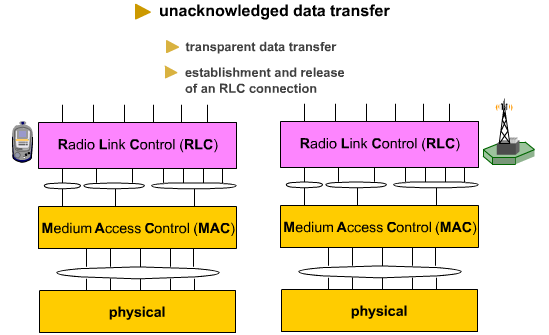 unacknowledged data transfer
transparent data transfer
establishment and release
of an RLC connection
Radio Link Control (RLC)
Radio Link Control (RLC)
Medium Access Control (MAC)
Medium Access Control (MAC)
physical
physical